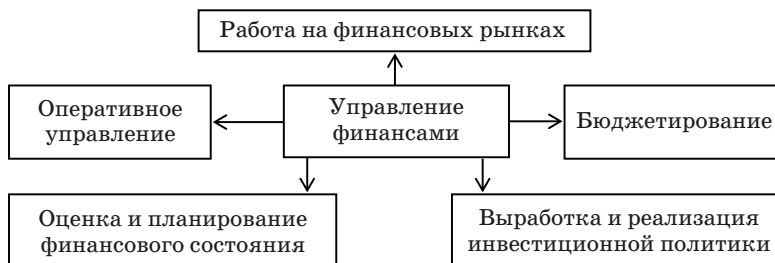 Работа на финансовых рынках
Оперативное
управление
Управление
финансами
Бюджетирование
Оценка и планирование
финансового состояния
Выработка и реализация
инвестиционной политики